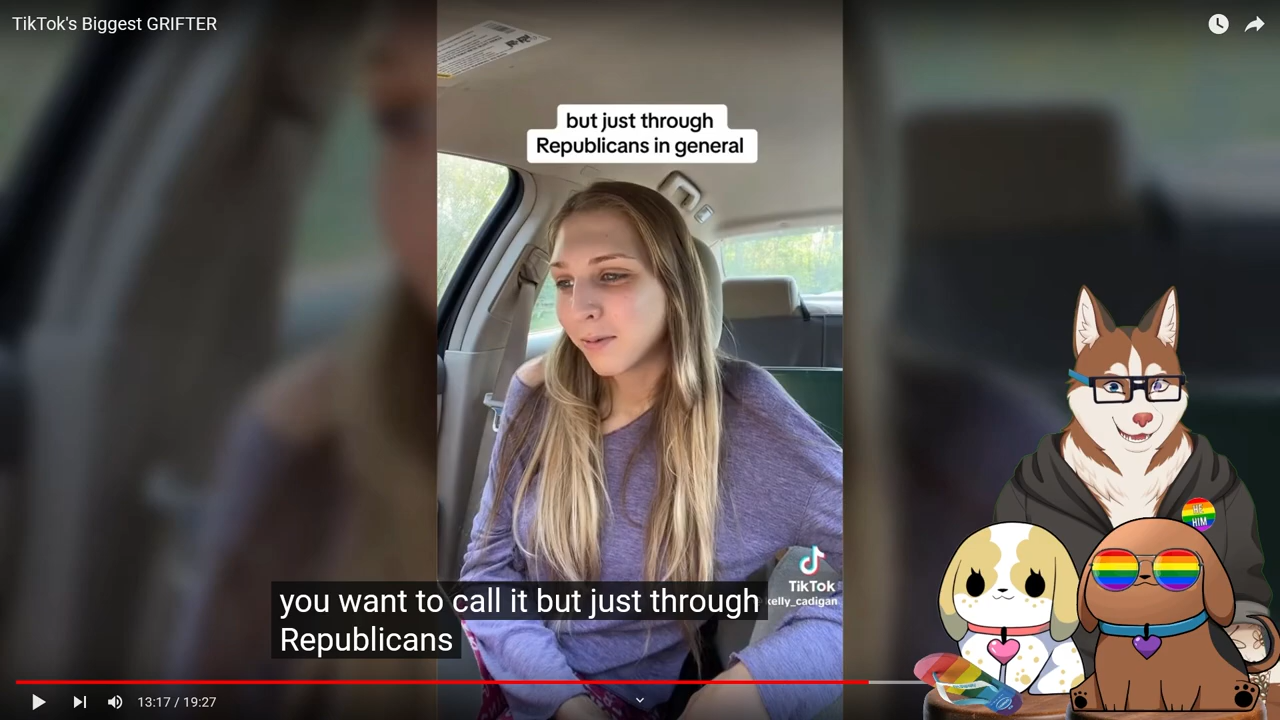 TikTok's Biggest GRIFTER
but just through
Republicans in general
TikTok
kelly_cadigan
HE
HIM
you want to call it but just through
Republicans
13:17 / 19:27